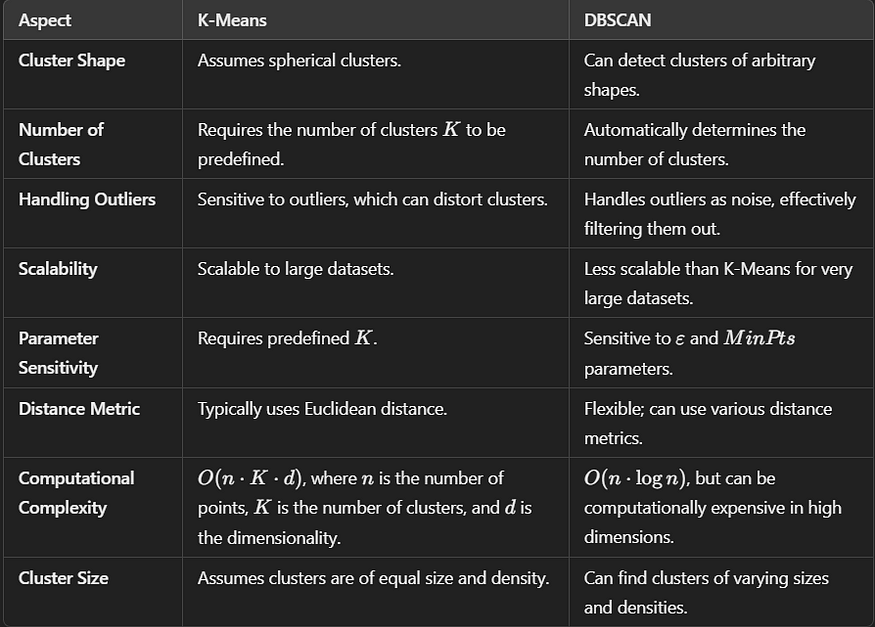 Aspect K-Means DBSCAN
Cluster Shape Assumes spherical clusters. Can detect clusters of arbitrary
shapes.
Number of Requires the number of clusters K to be Automatically determines the
Clusters predefined. number of clusters.
Handling Outliers Sensitive to outliers, which can distort clusters. Handles outliers as noise, effectively
filtering them out.
Scalability Scalable to large datasets. Less scalable than K-Means for very
large datasets.
Parameter Requires predefined K. Sensitive to ε and MinPts
Sensitivity parameters.
Distance Metric Typically uses Euclidean distance. Flexible; can use various distance
metrics.
Computational O(n · K · d), where n is the number of O(n · log n), but can be
Complexity points, K is the number of clusters, and d is computationally expensive in high
the dimensionality. dimensions.
Cluster Size Assumes clusters are of equal size and density. Can find clusters of varying sizes
and densities.